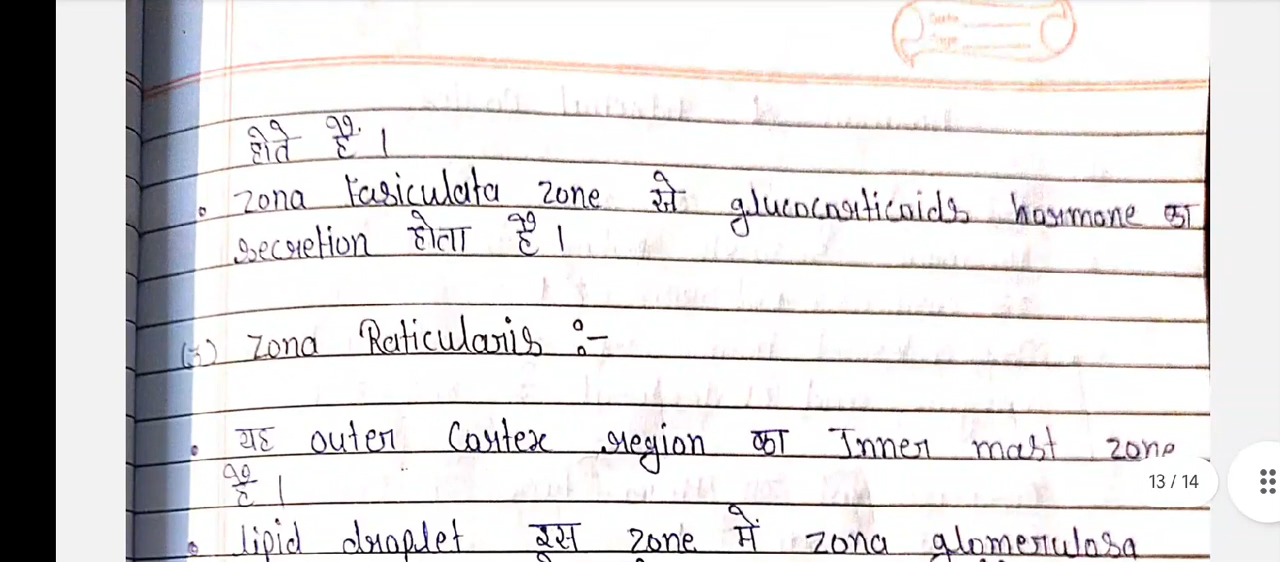 होते है ।
• zona Fasiculata zone से glucocorticoids hormone का
secretion होता है ।
(3) Zona Raticularis :-
• यह outer Cortex region का Inner most zone
है ।
13 / 14
• lipid droplet इस zone में zona glomerulosa